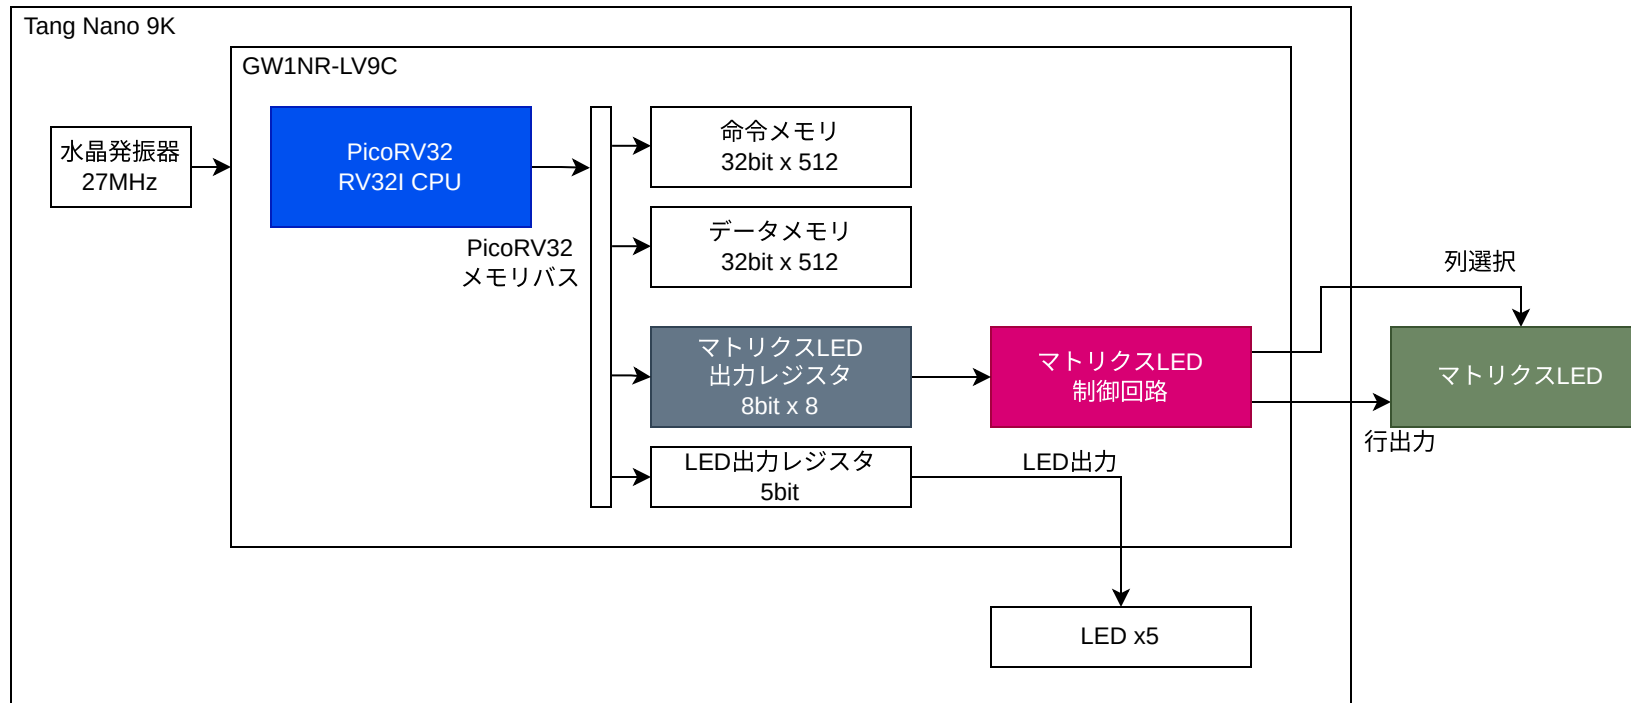 Tang Nano 9K
GW1NR-LV9C
水晶発振器
27MHz
PicoRV32
RV32I CPU
PicoRV32
メモリバス
命令メモリ
32bit x 512
データメモリ
32bit x 512
マトリクスLED
出力レジスタ
8bit x 8
マトリクスLED
制御回路
列選択
マトリクスLED
行出力
LED出力レジスタ
5bit
LED出力
LED x5